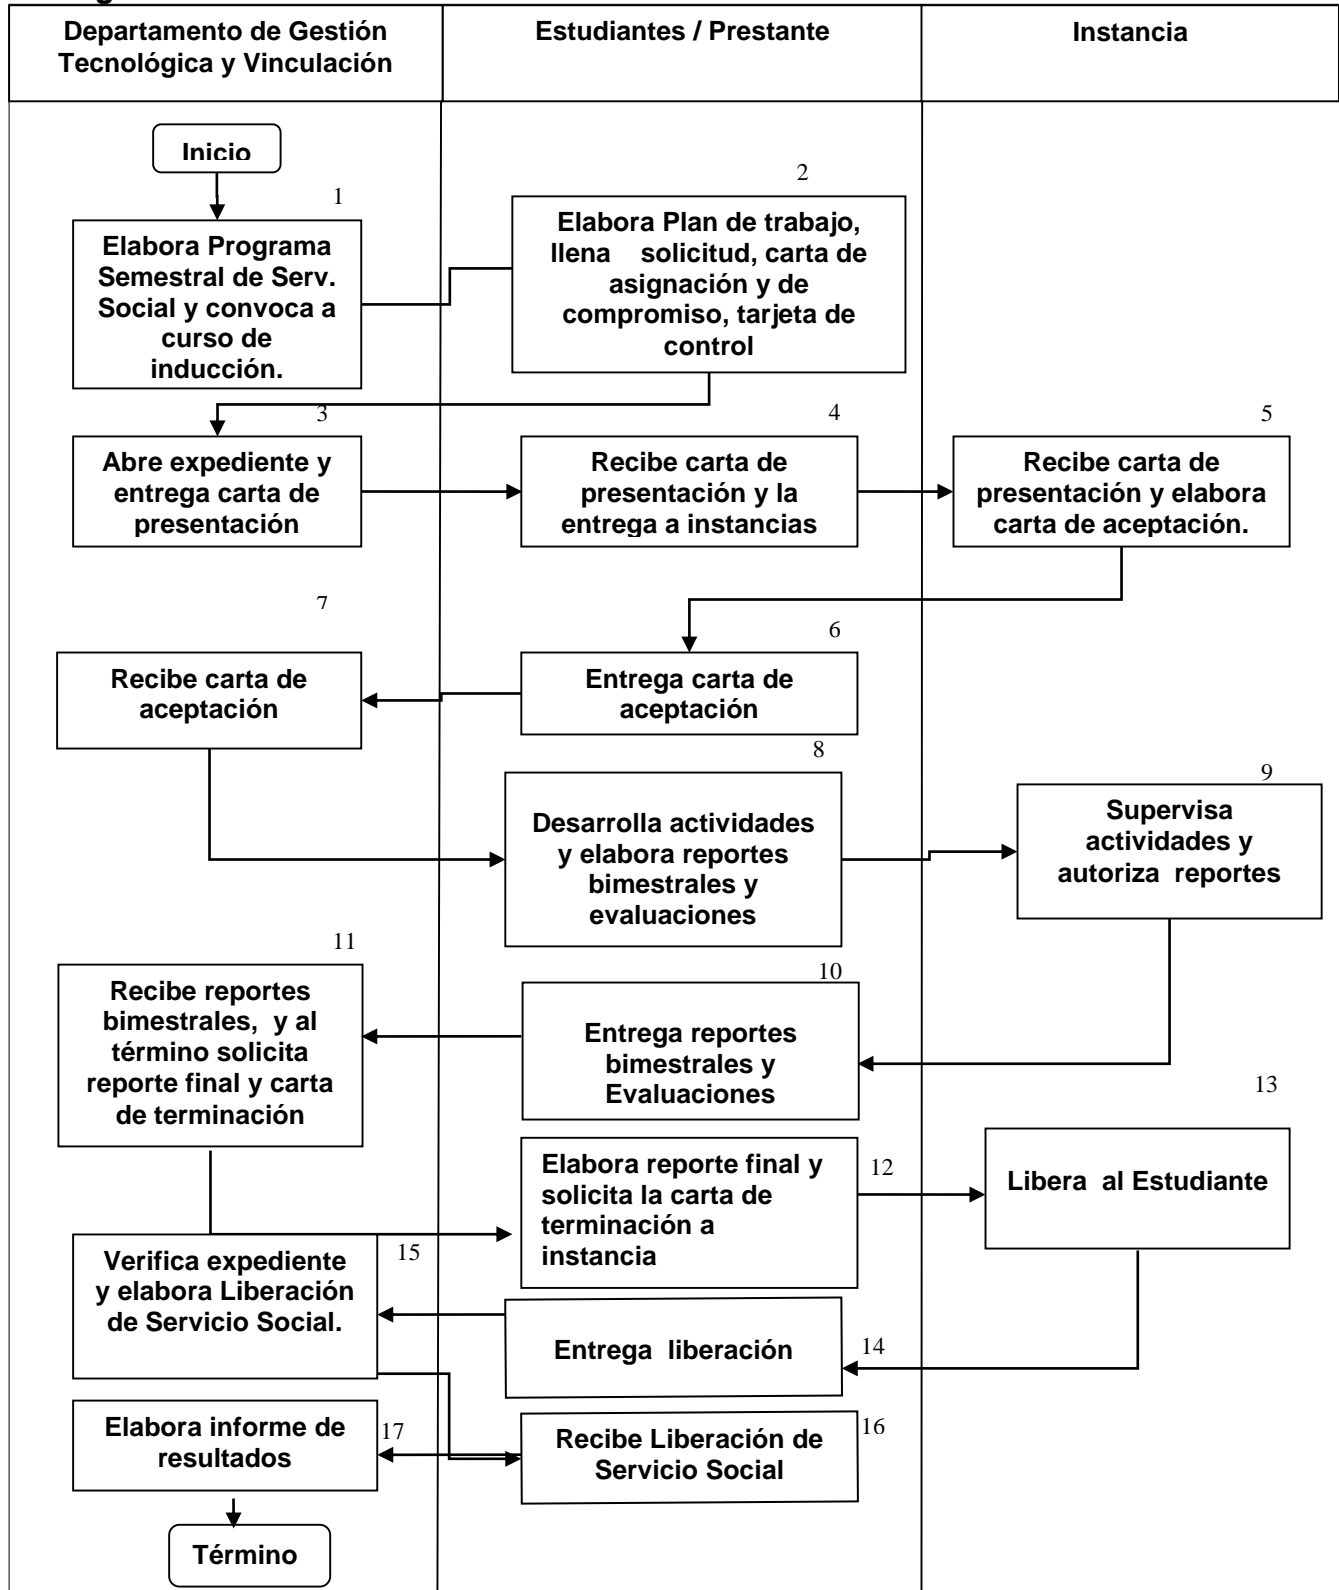 Departamento de Gestión
Tecnológica y Vinculación
Estudiantes / Prestante
Instancia
Inicio
1
Elabora Programa
Semestral de Serv.
Social y convoca a
curso de
inducción.
2
Elabora Plan de trabajo,
llena solicitud, carta de
asignación y de
compromiso, tarjeta de
control
3
Abre expediente y
entrega carta de
presentación
4
Recibe carta de
presentación y la
entrega a instancias
5
Recibe carta de
presentación y elabora
carta de aceptación.
6
Entrega carta de
aceptación
7
Recibe carta de
aceptación
8
Desarrolla actividades
y elabora reportes
bimestrales y
evaluaciones
9
Supervisa
actividades y
autoriza reportes
10
Entrega reportes
bimestrales y
Evaluaciones
11
Recibe reportes
bimestrales, y al
término solicita
reporte final y carta
de terminación
12
Elabora reporte final y
solicita la carta de
terminación a
instancia
13
Libera al Estudiante
14
Entrega liberación
15
Verifica expediente
y elabora Liberación
de Servicio Social.
16
Recibe Liberación de
Servicio Social
17
Elabora informe de
resultados
Término